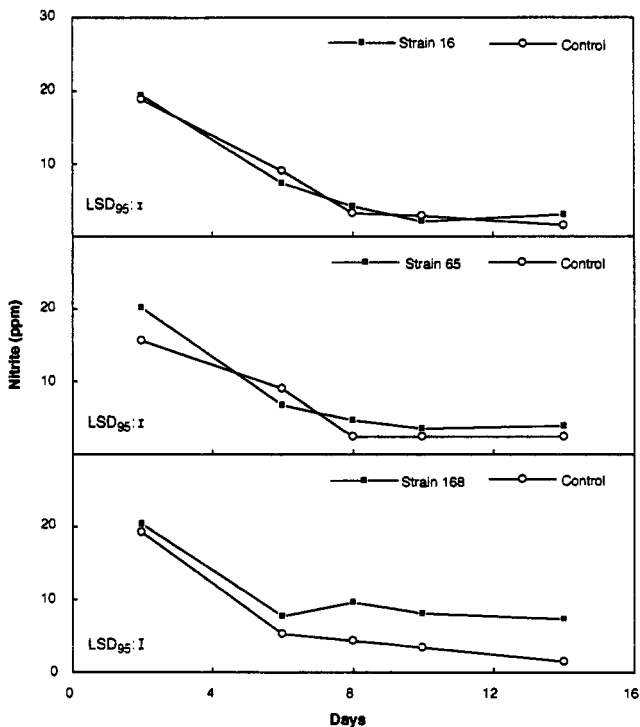 30
Strain 16 Control
20
10
LSD95: I
Strain 65 Control
20
10
LSD95: I
Nitrite (ppm)
Strain 168 Control
20
10
LSD95: I
0
0 4 8 12 16
Days